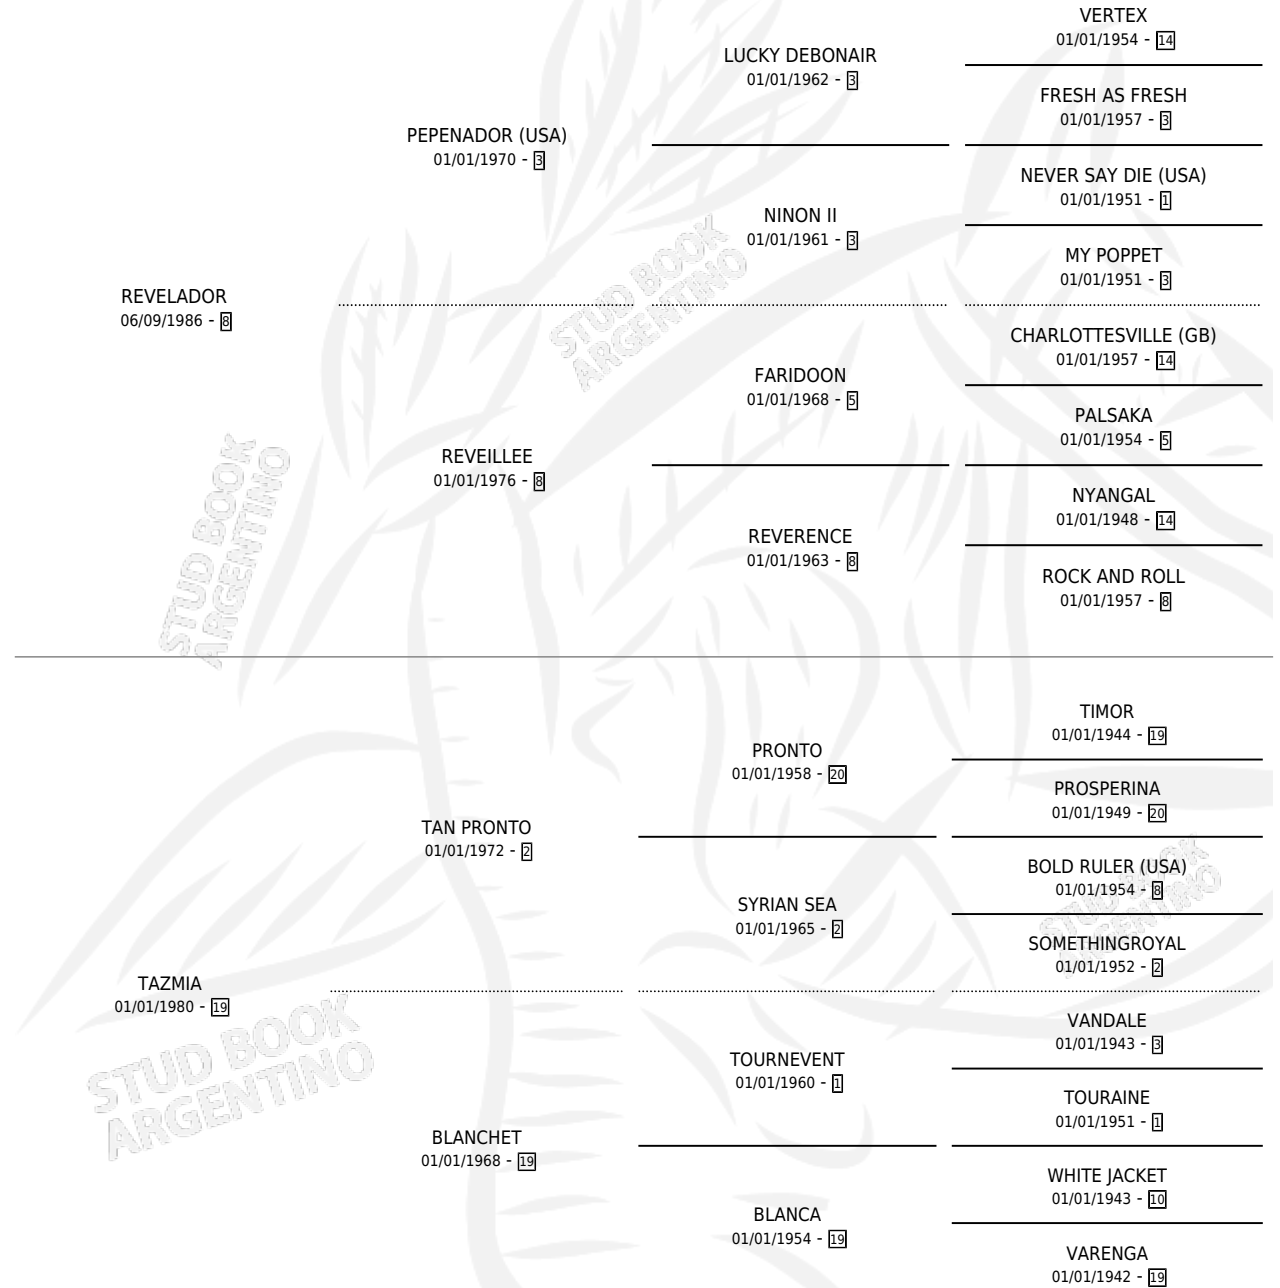 VERTEX
01/01/1954 - 14
LUCKY DEBONAIR
01/01/1962 - 3
FRESH AS FRESH
01/01/1957 - 3
PEPENADOR (USA)
01/01/1970 - 3
NEVER SAY DIE (USA)
01/01/1951 - 1
NINON II
01/01/1961 - 3
MY POPPET
01/01/1951 - 3
REVELADOR
06/09/1986 - 8
CHARLOTTESVILLE (GB)
01/01/1957 - 14
FARIDOON
01/01/1968 - 5
PALSAKA
01/01/1954 - 5
REVEILLEE
01/01/1976 - 8
NYANGAL
01/01/1948 - 14
REVERENCE
01/01/1963 - 8
ROCK AND ROLL
01/01/1957 - 8
TIMOR
01/01/1944 - 19
PRONTO
01/01/1958 - 20
PROSPERINA
01/01/1949 - 20
TAN PRONTO
01/01/1972 - 2
BOLD RULER (USA)
01/01/1954 - 8
SYRIAN SEA
01/01/1965 - 2
SOMETHINGROYAL
01/01/1952 - 2
TAZMIA
01/01/1980 - 19
VANDALE
01/01/1943 - 3
TOURNEVENT
01/01/1960 - 1
TOURAINE
01/01/1951 - 1
BLANCHET
01/01/1968 - 19
WHITE JACKET
01/01/1943 - 10
BLANCA
01/01/1954 - 19
VARENGA
01/01/1942 - 19
STUD BOOK
ARGENTINO
STUD BOOK
ARGENTINO
STUD BOOK
ARGENTINO
STUD BOOK
ARGENTINO